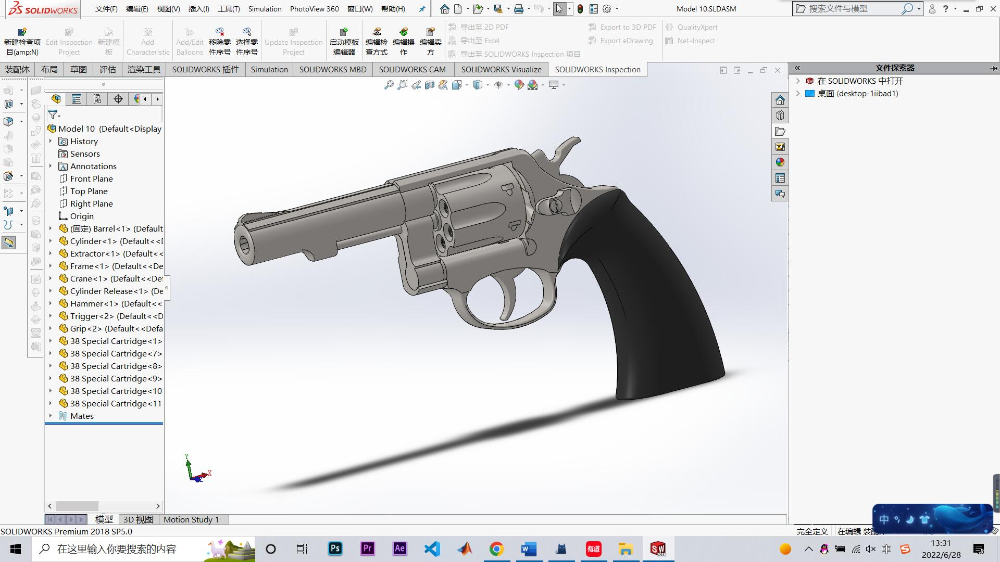 SOLIDWORKS
文件(F) 编辑(E) 视图(V) 插入(I) 工具(T) Simulation PhotoView 360 窗口(W) 帮助(H)
Model 10.SLDASM
搜索文件与模型
新建检查项目(amp;N)
Edit Inspection Project
新建模板
Add Characteristic
Add/Edit Balloons
移除零件序号
选择零件序号
Update Inspection Project
启动模板编辑器
编辑检查方式
编辑操作
编辑卖方
导出至 2D PDF
导出至 Excel
导出至 SOLIDWORKS Inspection 项目
Export to 3D PDF
Export eDrawing
QualityXpert
Net-Inspect
装配体 布局 草图 评估 渲染工具 SOLIDWORKS 插件 Simulation SOLIDWORKS MBD SOLIDWORKS CAM SOLIDWORKS Visualize SOLIDWORKS Inspection
文件探索器
在 SOLIDWORKS 中打开
桌面 (desktop-1iibad1)
Model 10 (Default<Display
History
Sensors
Annotations
Front Plane
Top Plane
Right Plane
Origin
(固定) Barrel<1> (Default
Cylinder<1> (Default<<D
Extractor<1> (Default<<
Frame<1> (Default<<De
Crane<1> (Default<<Def
Cylinder Release<1> (De
Hammer<1> (Default<<
Trigger<2> (Default<<D
Grip<2> (Default<<Defa
38 Special Cartridge<1>
38 Special Cartridge<7>
38 Special Cartridge<8>
38 Special Cartridge<9>
38 Special Cartridge<10
38 Special Cartridge<11
Mates
Y
X
Z
模型 3D 视图 Motion Study 1
SOLIDWORKS Premium 2018 SP5.0
完全定义 在编辑 装配
中
在这里输入你要搜索的内容
Ps Pr Ae
有道
SW 2018
中
13:31
2022/6/28